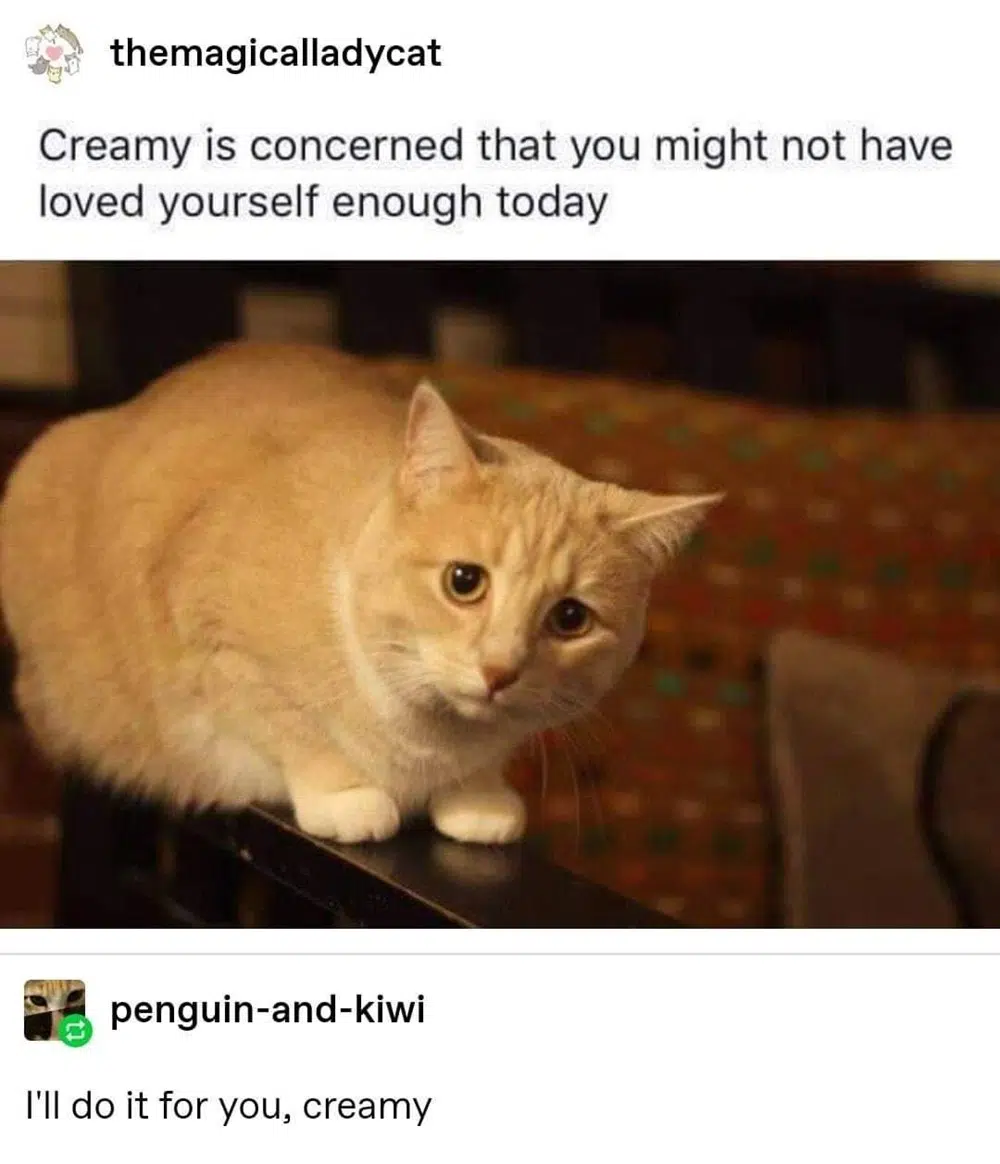 themagicalladycat
Creamy is concerned that you might not have
loved yourself enough today
penguin-and-kiwi
I'll do it for you, creamy